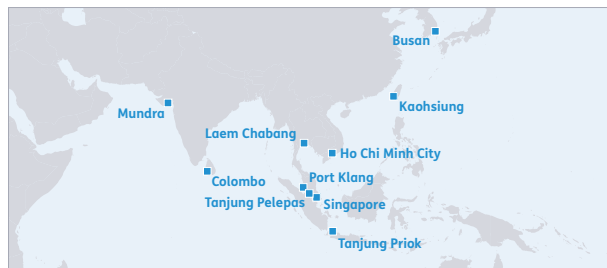 Busan
Kaohsiung
Mundra
Laem Chabang
Ho Chi Minh City
Colombo
Port Klang
Tanjung Pelepas
Singapore
Tanjung Priok